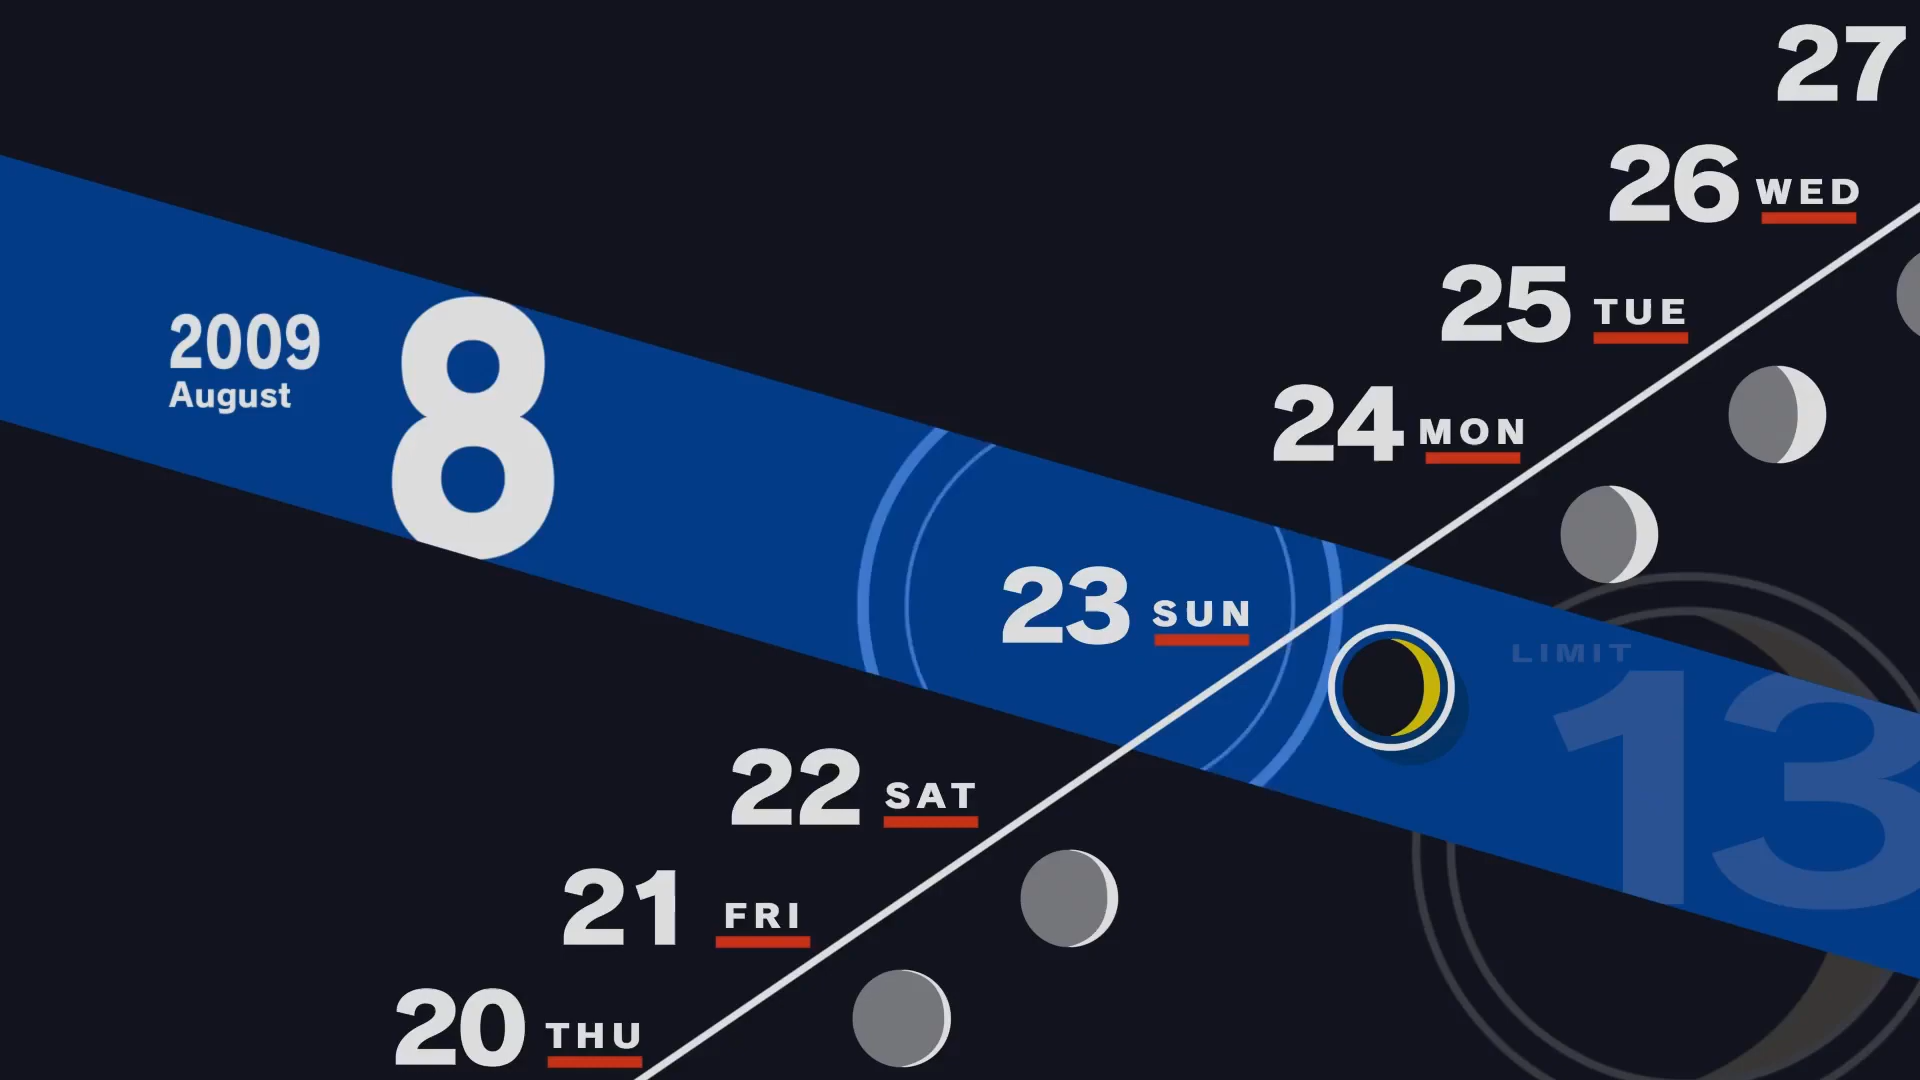 27
26 WED
25 TUE
24 MON
2009
August
8
23 SUN
LIMIT
13
22 SAT
21 FRI
20 THU